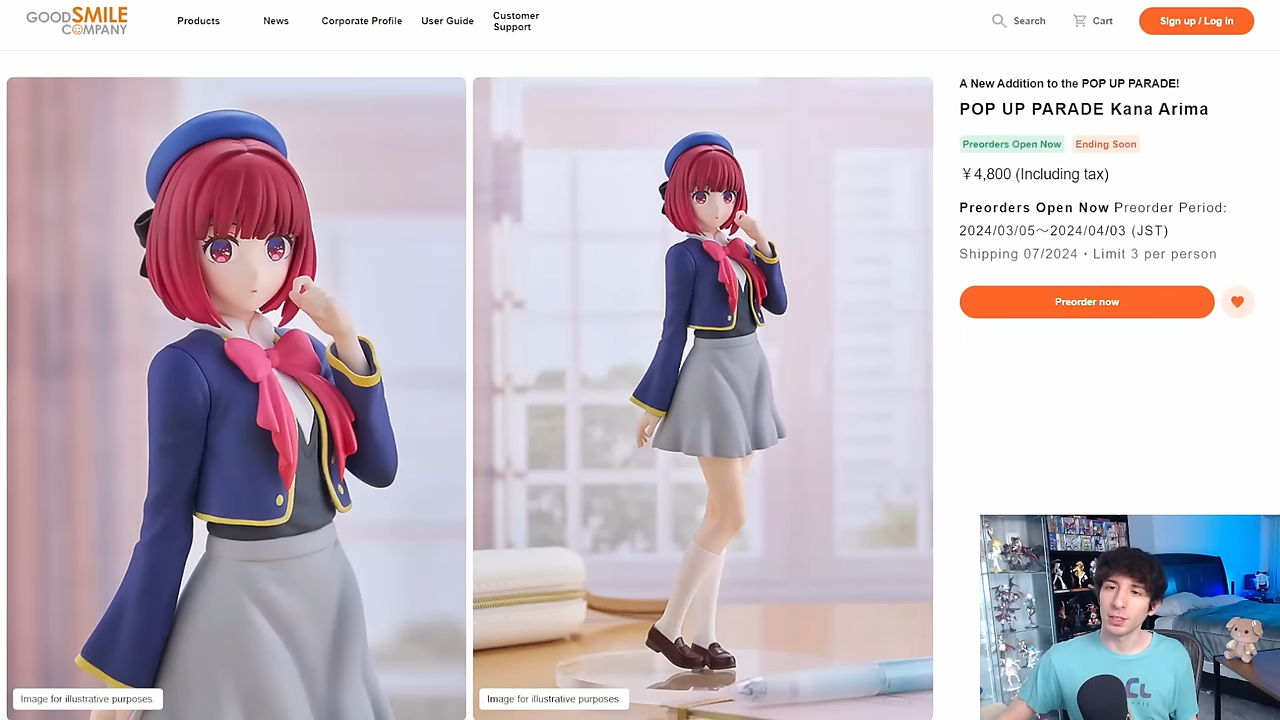 GOODSMILE
COMPANY
Products
News
Corporate Profile
User Guide
Customer
Support
Search
Cart
Sign up / Log in
A New Addition to the POP UP PARADE!
POP UP PARADE Kana Arima
Preorders Open Now
Ending Soon
￥4,800 (Including tax)
Preorders Open Now Preorder Period:
2024/03/05～2024/04/03 (JST)
Shipping 07/2024・Limit 3 per person
Preorder now
Image for illustrative purposes.
Image for illustrative purposes.